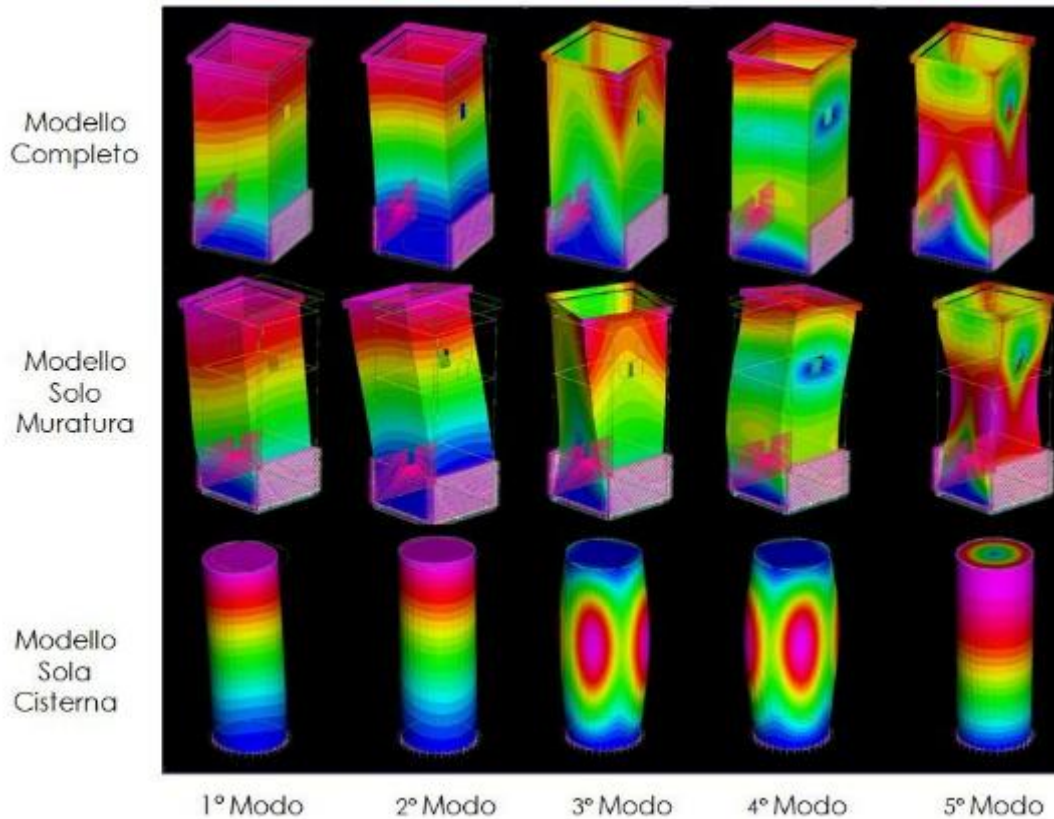 Modello
Completo
Modello
Solo
Muratura
Modello
Sola
Cisterna
1° Modo 2° Modo 3° Modo 4° Modo 5° Modo